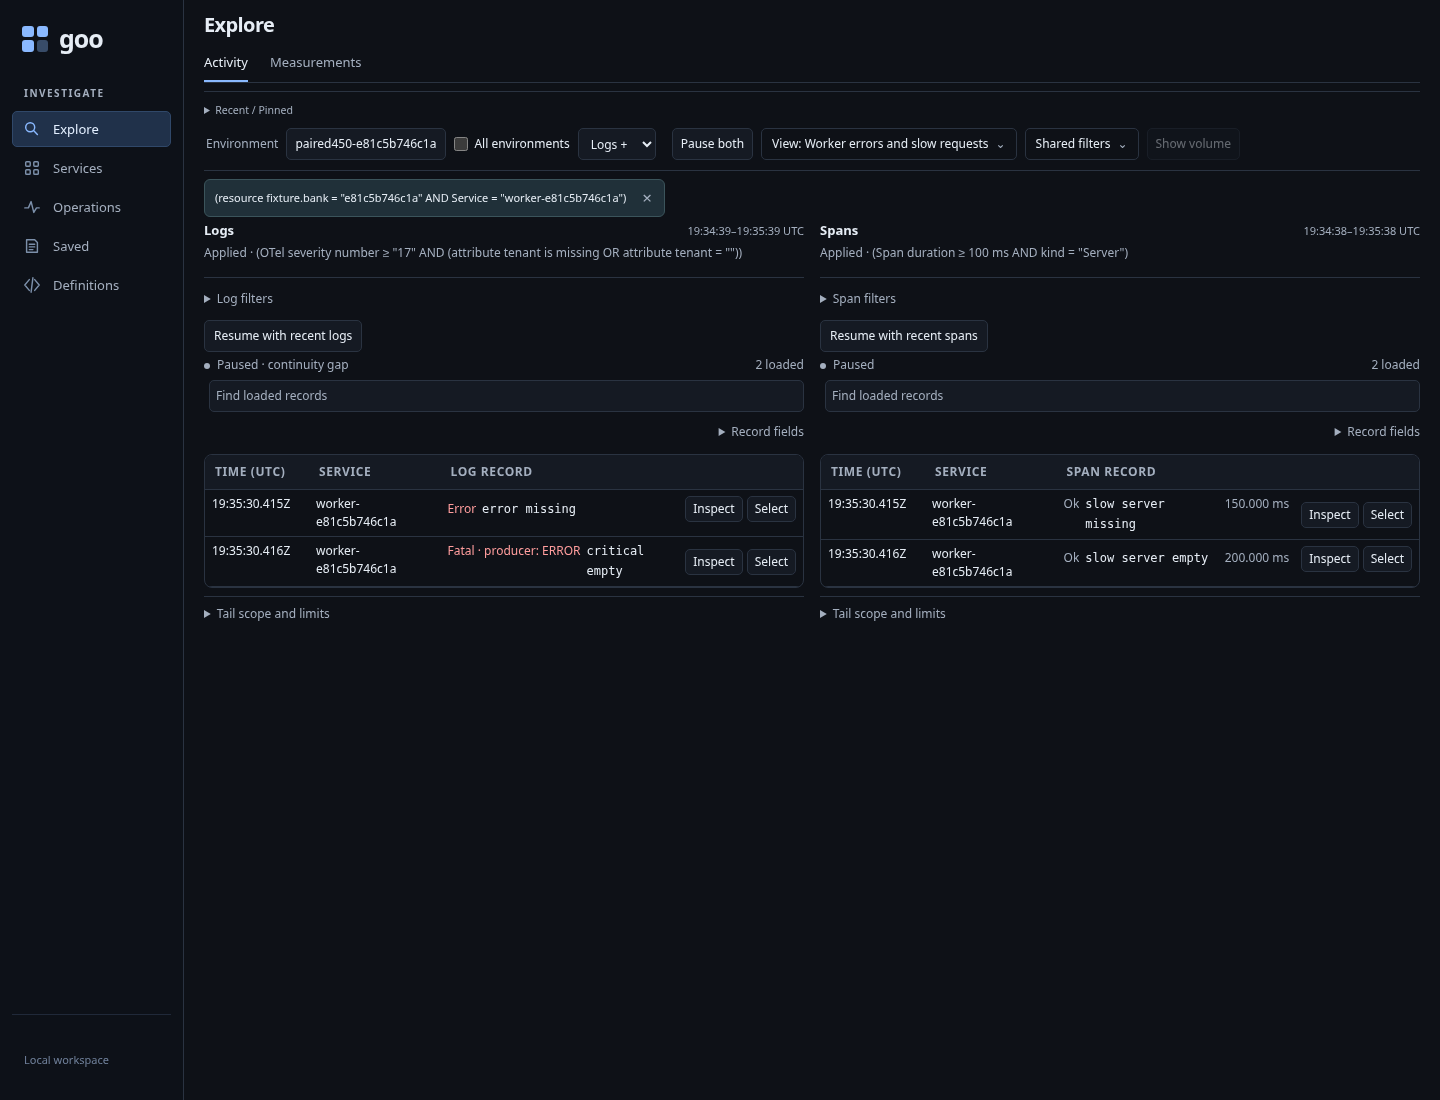 goo
INVESTIGATE
Explore
Services
Operations
Saved
Definitions
Local workspace
Explore
Activity Measurements
Recent / Pinned
Environment paired450-e81c5b746c1a All environments Logs + Pause both View: Worker errors and slow requests Shared filters Show volume
(resource fixture.bank = "e81c5b746c1a" AND Service = "worker-e81c5b746c1a") ✕
Logs 19:34:39–19:35:39 UTC
Applied · (OTel severity number ≥ "17" AND (attribute tenant is missing OR attribute tenant = ""))
Log filters
Resume with recent logs
Paused · continuity gap 2 loaded
Find loaded records
Record fields
TIME (UTC) SERVICE LOG RECORD
19:35:30.415Z worker-e81c5b746c1a Error error missing Inspect Select
19:35:30.416Z worker-e81c5b746c1a Fatal · producer: ERROR critical empty Inspect Select
Tail scope and limits
Spans 19:34:38–19:35:38 UTC
Applied · (Span duration ≥ 100 ms AND kind = "Server")
Span filters
Resume with recent spans
Paused 2 loaded
Find loaded records
Record fields
TIME (UTC) SERVICE SPAN RECORD
19:35:30.415Z worker-e81c5b746c1a Ok slow server missing 150.000 ms Inspect Select
19:35:30.416Z worker-e81c5b746c1a Ok slow server empty 200.000 ms Inspect Select
Tail scope and limits